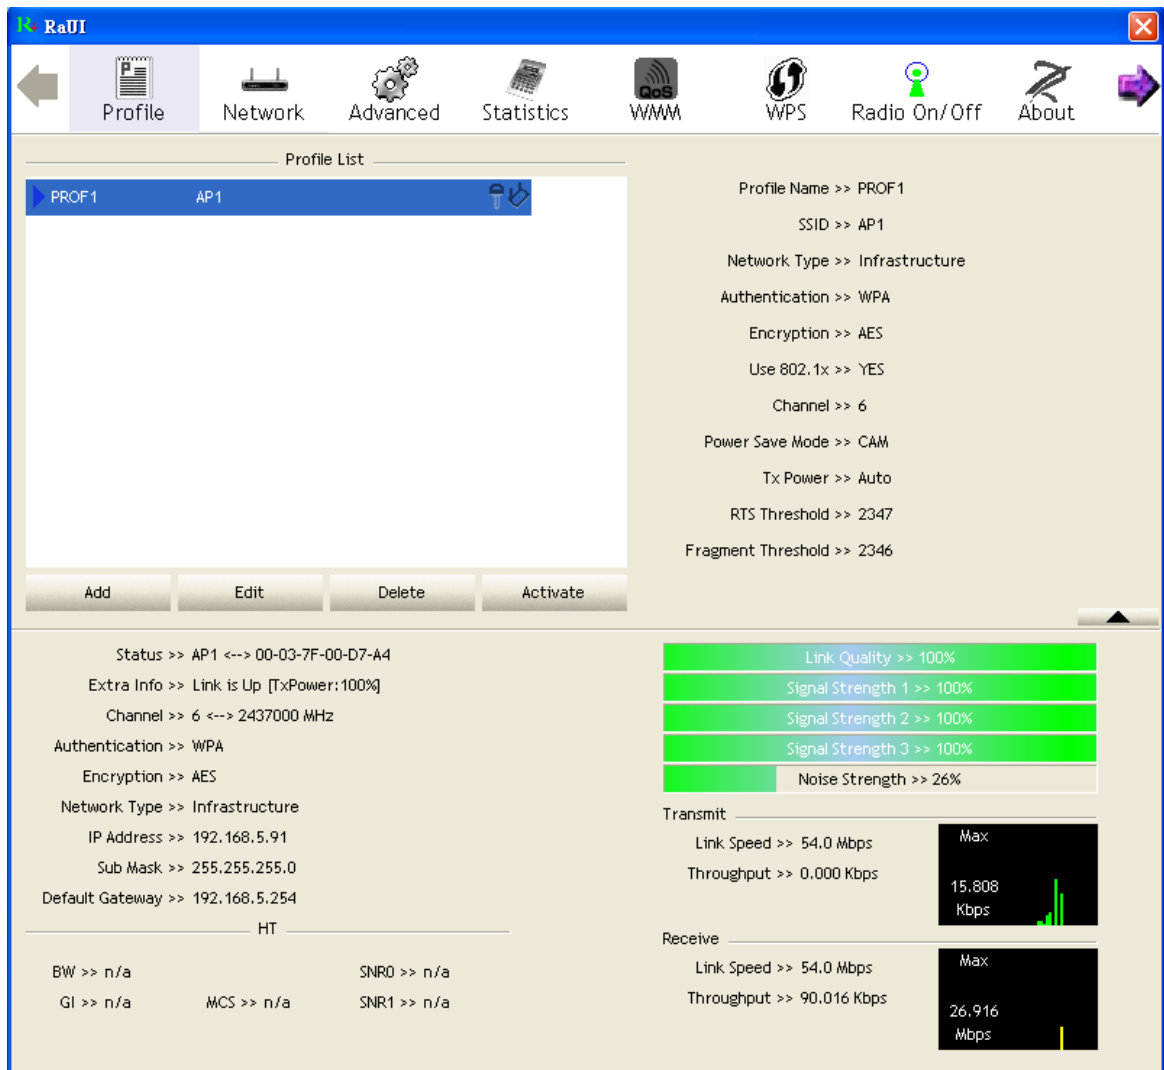 RaUI
Profile Network Advanced Statistics WMM WPS Radio On/Off About
QoS
Profile List
PROF1 AP1
Add Edit Delete Activate
Profile Name >> PROF1
SSID >> AP1
Network Type >> Infrastructure
Authentication >> WPA
Encryption >> AES
Use 802.1x >> YES
Channel >> 6
Power Save Mode >> CAM
Tx Power >> Auto
RTS Threshold >> 2347
Fragment Threshold >> 2346
Status >> AP1 <--> 00-03-7F-00-D7-A4
Extra Info >> Link is Up [TxPower:100%]
Channel >> 6 <--> 2437000 MHz
Authentication >> WPA
Encryption >> AES
Network Type >> Infrastructure
IP Address >> 192.168.5.91
Sub Mask >> 255.255.255.0
Default Gateway >> 192.168.5.254
HT
BW >> n/a SNR0 >> n/a
GI >> n/a MCS >> n/a SNR1 >> n/a
Link Quality >> 100%
Signal Strength 1 >> 100%
Signal Strength 2 >> 100%
Signal Strength 3 >> 100%
Noise Strength >> 26%
Transmit
Link Speed >> 54.0 Mbps
Throughput >> 0.000 Kbps
Max
15.808
Kbps
Receive
Link Speed >> 54.0 Mbps
Throughput >> 90.016 Kbps
Max
26.916
Mbps